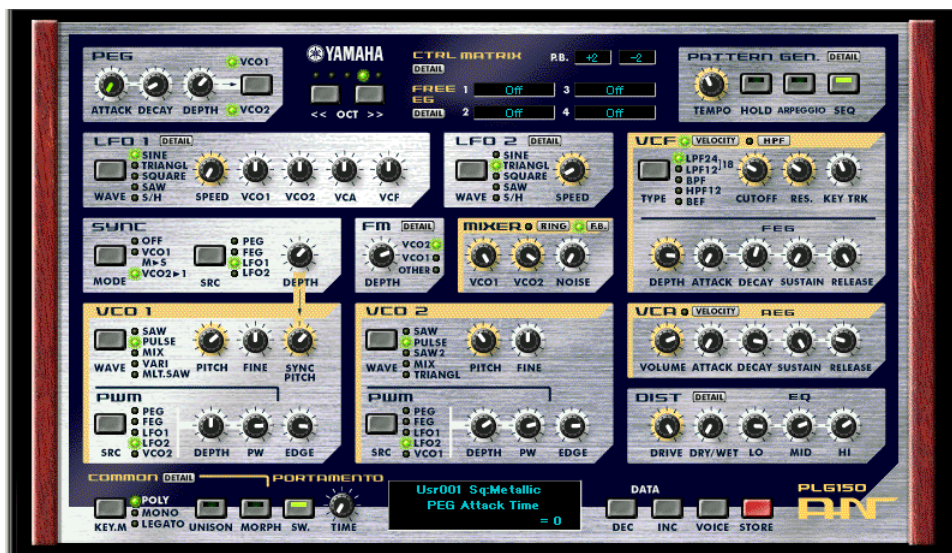 PEG
VCO1
ATTACK DECAY DEPTH
VCO2
YAMAHA
<< OCT >>
CTRL MATRIX
DETAIL
P.B. +2 -2
FREE EG
DETAIL
1 Off
3 Off
2 Off
4 Off
PATTERN GEN. DETAIL
TEMPO HOLD ARPEGGIO SEQ
LFO 1 DETAIL
SINE
TRIANGL
SQUARE
SAW
S/H
WAVE SPEED VCO1 VCO2 VCA VCF
LFO 2 DETAIL
SINE
TRIANGL
SQUARE
SAW
S/H
WAVE SPEED
VCF VELOCITY HPF
LPF24
LPF12 18
BPF
HPF12
BEF
TYPE CUTOFF RES. KEY TRK
FEG
DEPTH ATTACK DECAY SUSTAIN RELEASE
SYNC
OFF
VCO1
M▸S
VCO2▸1
MODE
PEG
FEG
LFO1
LFO2
SRC DEPTH
FM DETAIL
VCO2
VCO1
OTHER
DEPTH
MIXER RING F.B.
VCO1 VCO2 NOISE
VCO 1
SAW
PULSE
MIX
VARI
MLT.SAW
WAVE PITCH FINE SYNC PITCH
PWM
PEG
FEG
LFO1
LFO2
VCO2
SRC DEPTH PW EDGE
VCO 2
SAW
PULSE
SAW2
MIX
TRIANGL
WAVE PITCH FINE
PWM
PEG
FEG
LFO1
LFO2
VCO1
SRC DEPTH PW EDGE
VCA VELOCITY AEG
VOLUME ATTACK DECAY SUSTAIN RELEASE
DIST DETAIL EQ
DRIVE DRY/WET LO MID HI
COMMON DETAIL
POLY
MONO
LEGATO
KEY.M UNISON MORPH
PORTAMENTO
SW. TIME
Usr001 Sq:Metallic
PEG Attack Time
= 0
DATA
DEC INC VOICE STORE
PLG150
AN